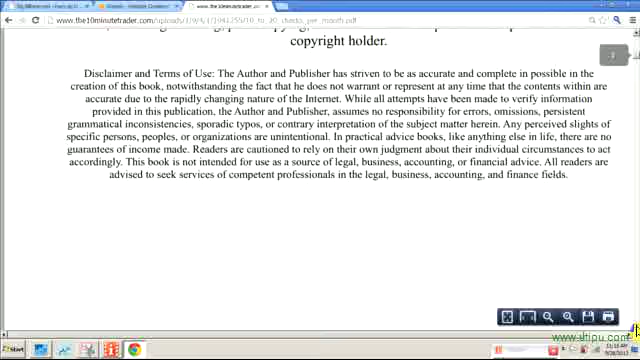 www.the10minutetrader.com/uploads/
10_to_20_checks_per_month.pdf
copyright holder.
Disclaimer and Terms of Use: The Author and Publisher has striven to be as accurate and complete in possible in the
creation of this book, notwithstanding the fact that he does not warrant or represent at any time that the contents within are
accurate due to the rapidly changing nature of the Internet. While all attempts have been made to verify information
provided in this publication, the Author and Publisher, assumes no responsibility for errors, omissions, persistent
grammatical inconsistencies, sporadic typos, or contrary interpretation of the subject matter herein. Any perceived slights of
specific persons, peoples, or organizations are unintentional. In practical advice books, like anything else in life, there are no
guarantees of income made. Readers are cautioned to rely on their own judgment about their individual circumstances to act
accordingly. This book is not intended for use as a source of legal, business, accounting, or financial advice. All readers are
advised to seek services of competent professionals in the legal, business, accounting, and finance fields.
Start